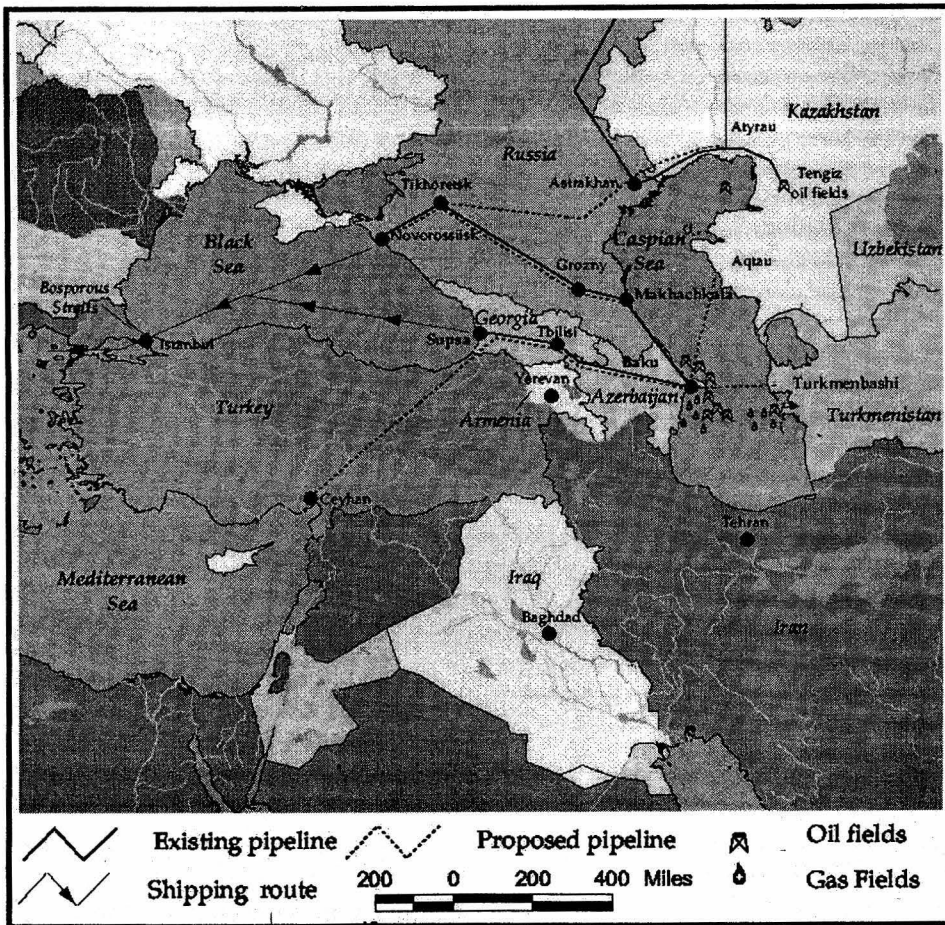 Kazakhstan
Atyrau
Russia
Tikhoretsk
Astrakhan
Tengiz
oil fields
Novorossiisk
Black
Sea
Caspian
Sea
Uzbekistan
Grozny
Aqtau
Bosporous
Straits
Makhachkala
Georgia
Istanbul
Supsa
Tbilisi
Baku
Turkmenbashi
Yerevan
Azerbaijan
Turkey
Armenia
Turkmenistan
Ceyhan
Tehran
Mediterranean
Sea
Iraq
Baghdad
Iran
Existing pipeline
Proposed pipeline
Oil fields
Shipping route
200 0 200 400 Miles
Gas Fields